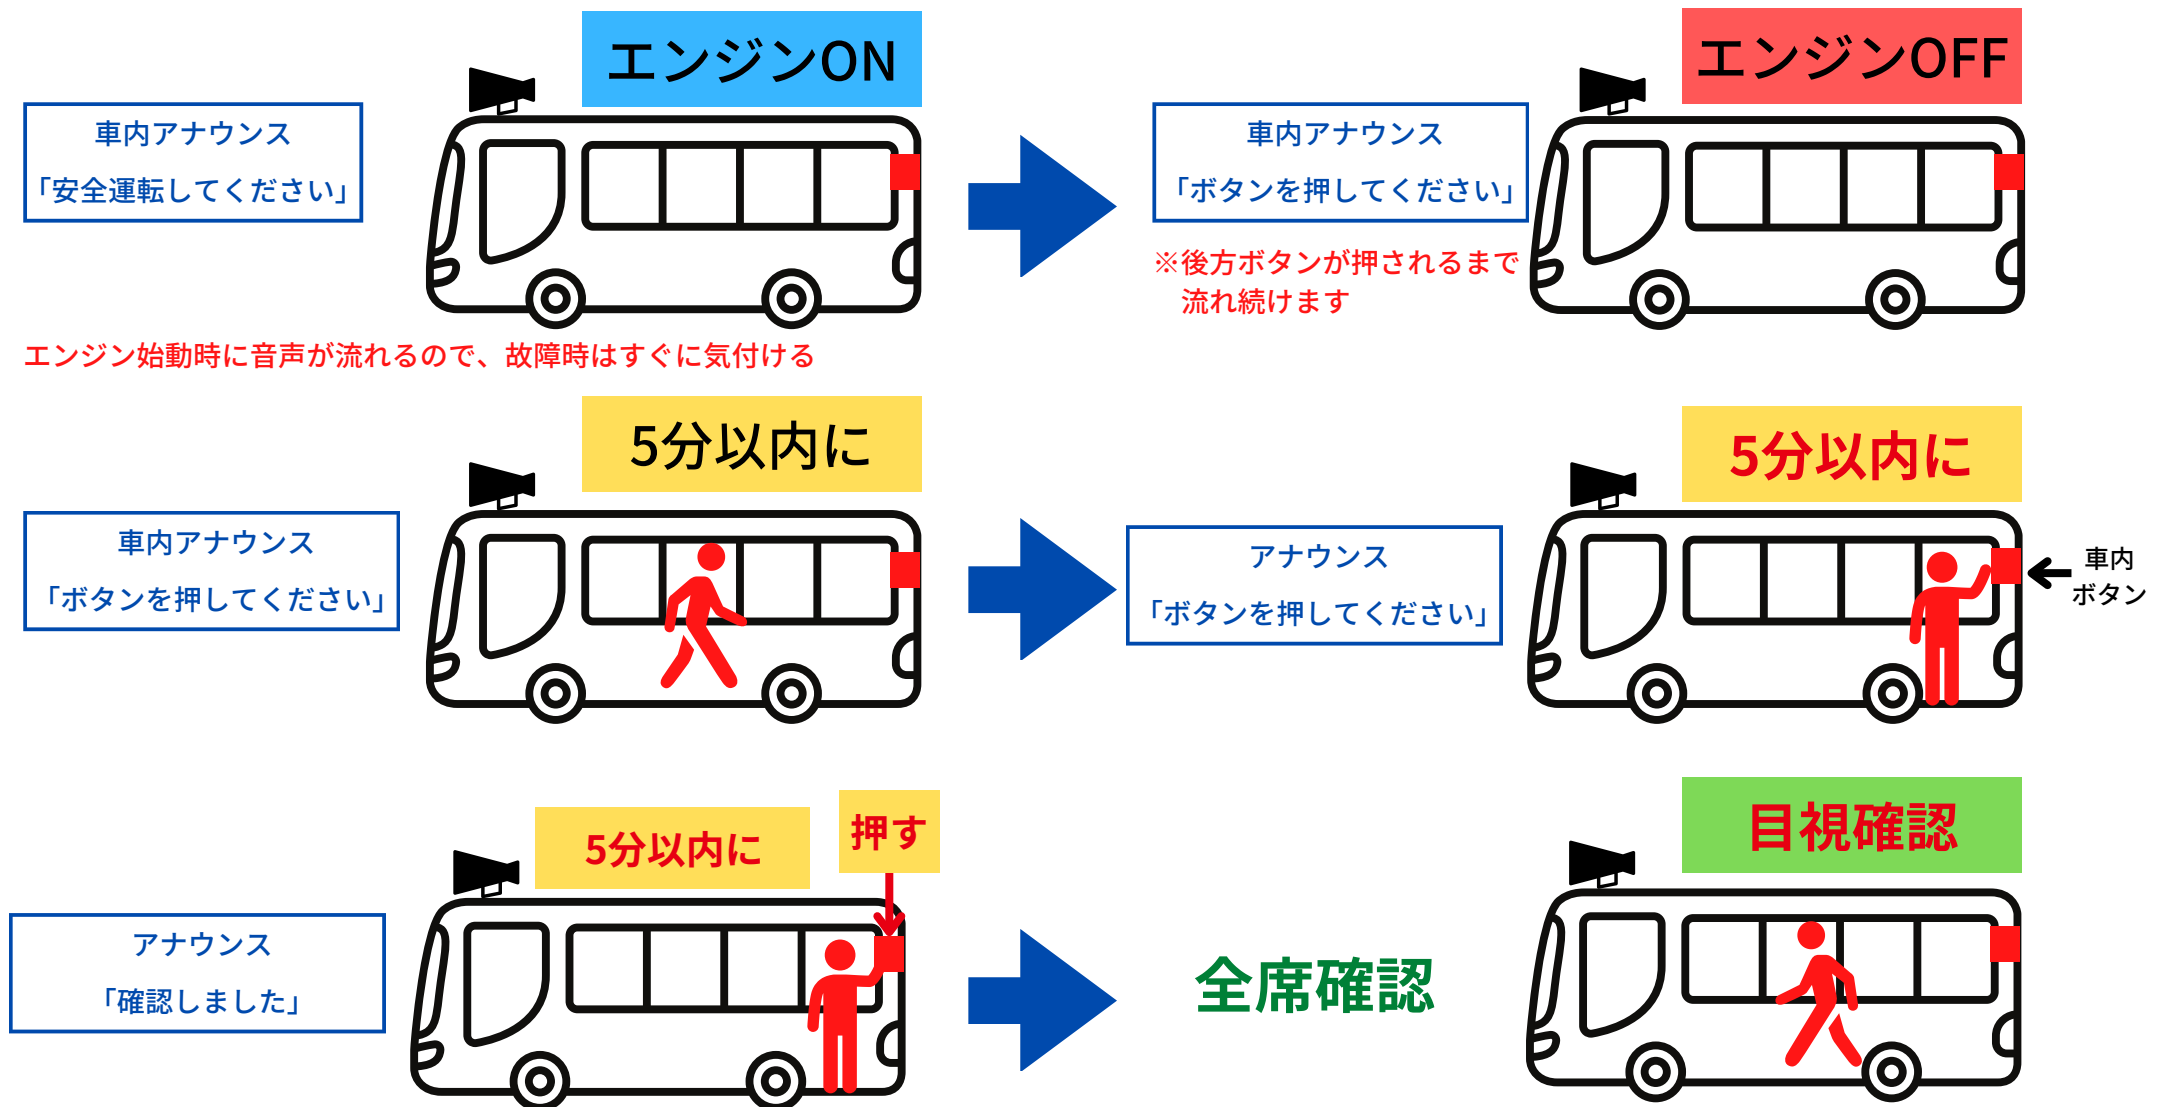 エンジンON
車内アナウンス
「安全運転してください」
エンジン始動時に音声が流れるので、故障時はすぐに気付ける
エンジンOFF
車内アナウンス
「ボタンを押してください」
※後方ボタンが押されるまで
流れ続けます
5分以内に
車内アナウンス
「ボタンを押してください」
5分以内に
アナウンス
「ボタンを押してください」
車内
ボタン
5分以内に
押す
アナウンス
「確認しました」
全席確認
目視確認